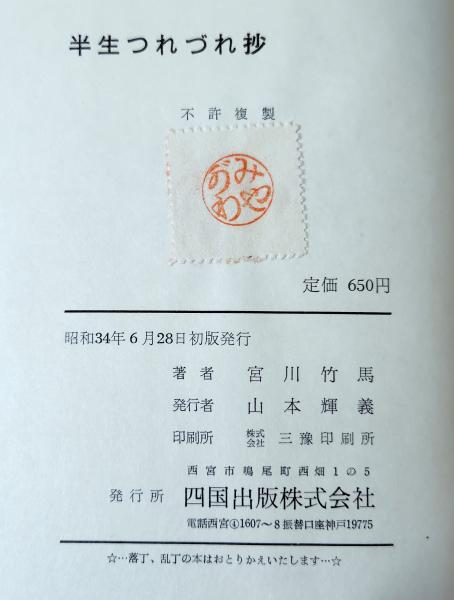 半生つれづれ抄
不許複製
みやがわ
定価 650円
昭和34年6月28日初版発行
著者 宮川竹馬
発行者 山本輝義
印刷所 株式会社 三豫印刷所
西宮市鳴尾町西畑1の5
発行所 四国出版株式会社
電話西宮④1607〜8 振替口座神戸19775
☆…落丁、乱丁の本はおとりかえいたします…☆